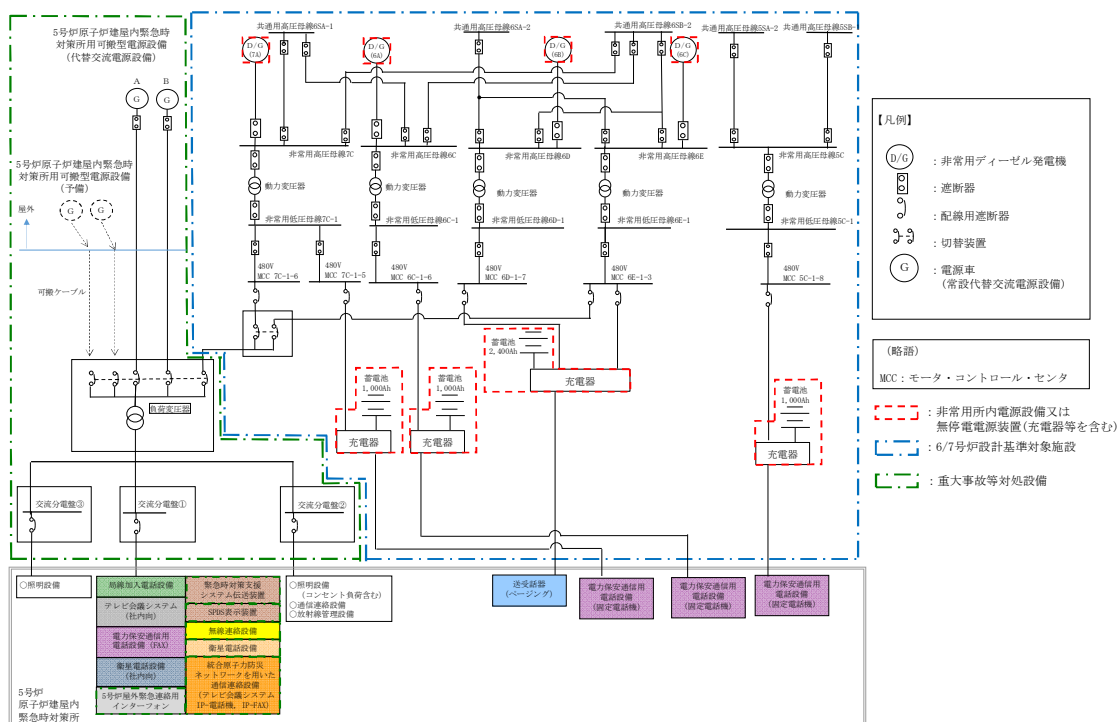 5号炉原子炉建屋内緊急時
対策所用可搬型電源設備
(代替交流電源設備)
A
B
G
G
5号炉原子炉建屋内緊急時
対策所用可搬型電源設備
(予備)
屋外
G
G
可搬ケーブル
負荷変圧器
共通用高圧母線6SA-1
共通用高圧母線6SA-2
共通用高圧母線6SB-2
共通用高圧母線5SA-2
共通用高圧母線5SB-
D/G
(7A)
D/G
(6A)
D/G
(6B)
D/G
(6C)
非常用高圧母線7C
非常用高圧母線6C
非常用高圧母線6D
非常用高圧母線6E
非常用高圧母線5C
動力変圧器
動力変圧器
動力変圧器
動力変圧器
動力変圧器
非常用低圧母線7C-1
非常用低圧母線6C-1
非常用低圧母線6D-1
非常用低圧母線6E-1
非常用低圧母線5C-1
480V
MCC 7C-1-6
MCC 7C-1-5
480V
MCC 6C-1-6
480V
MCC 6D-1-7
480V
MCC 6E-1-3
480V
MCC 5C-1-8
蓄電池
2,400Ah
充電器
蓄電池
1,000Ah
充電器
蓄電池
1,000Ah
充電器
蓄電池
1,000Ah
充電器
交流分電盤③
交流分電盤①
交流分電盤②
○照明設備
局線加入電話設備
テレビ会議システム
(社内向)
電力保安通信用
電話設備 (FAX)
衛星電話設備
(社内向)
5号炉屋外緊急連絡用
インターフォン
緊急時対策支援
システム伝送装置
SPDS表示装置
無線連絡設備
衛星電話設備
統合原子力防災
ネットワークを用いた
通信連絡設備
(テレビ会議システム
IP-電話機, IP-FAX)
○照明設備
(コンセント負荷含む)
○通信連絡設備
○放射線管理設備
送受話器
(ページング)
電力保安通信用
電話設備
(固定電話機)
電力保安通信用
電話設備
(固定電話機)
電力保安通信用
電話設備
(固定電話機)
5号炉
原子炉建屋内
緊急時対策所
【凡例】
D/G
:非常用ディーゼル発電機
:遮断器
:配線用遮断器
:切替装置
G
:電源車
(常設代替交流電源設備)
(略語)
MCC:モータ・コントロール・センタ
:非常用所内電源設備又は
無停電電源装置(充電器等を含む)
:6/7号炉設計基準対象施設
:重大事故等対処設備